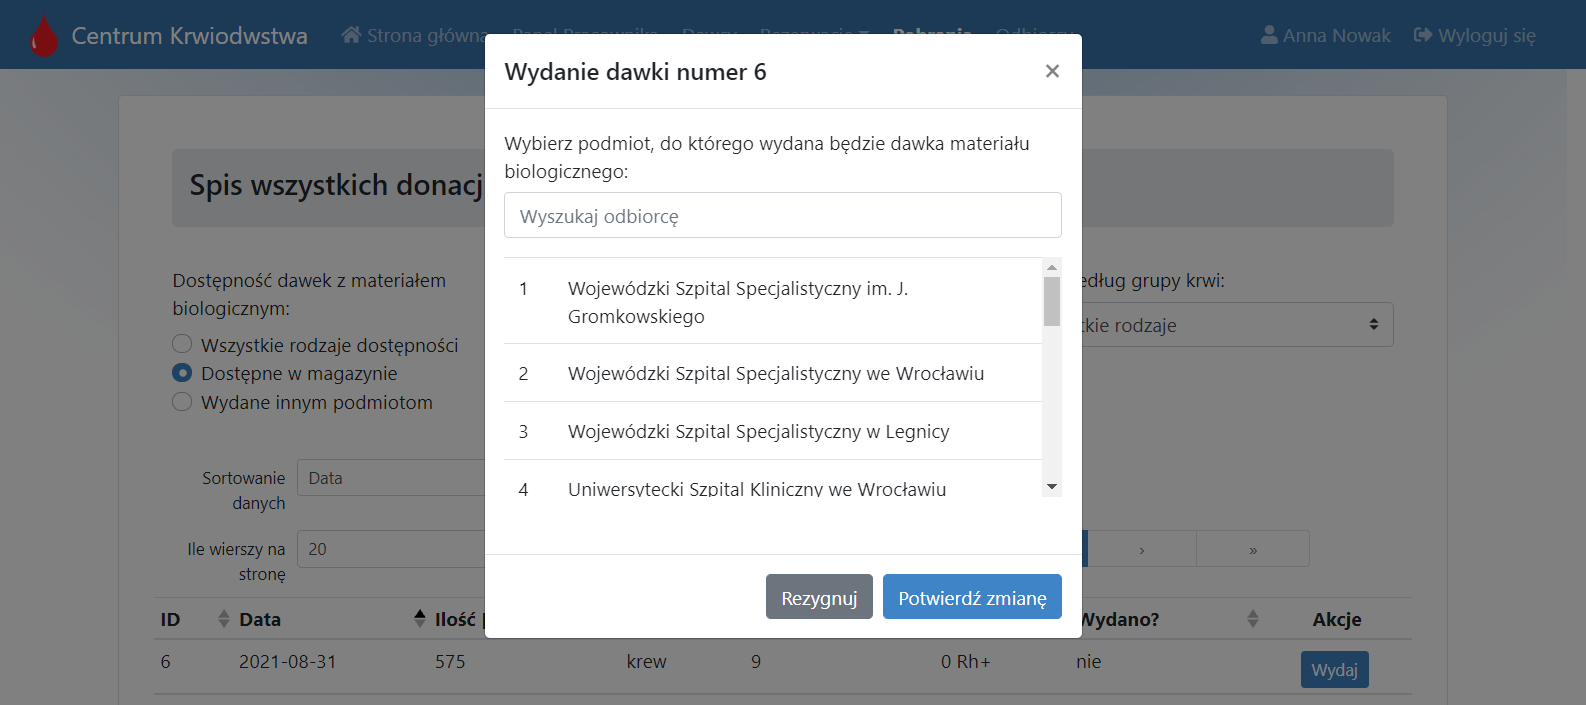 Centrum Krwiodwstwa
Strona główna
Anna Nowak
Wyloguj się
Wydanie dawki numer 6
×
Wybierz podmiot, do którego wydana będzie dawka materiału
biologicznego:
Wyszukaj odbiorcę
1 Wojewódzki Szpital Specjalistyczny im. J.
Gromkowskiego
2 Wojewódzki Szpital Specjalistyczny we Wrocławiu
3 Wojewódzki Szpital Specjalistyczny w Legnicy
4 Uniwersytecki Szpital Kliniczny we Wrocławiu
Rezygnuj
Potwierdź zmianę
Spis wszystkich donacj
Dostępność dawek z materiałem
biologicznym:
Wszystkie rodzaje dostępności
Dostępne w magazynie
Wydane innym podmiotom
edług grupy krwi:
kie rodzaje
Sortowanie
danych
Data
Ile wierszy na
stronę
20
› »
ID Data Ilość Wydano? Akcje
6 2021-08-31 575 krew 9 0 Rh+ nie Wydaj